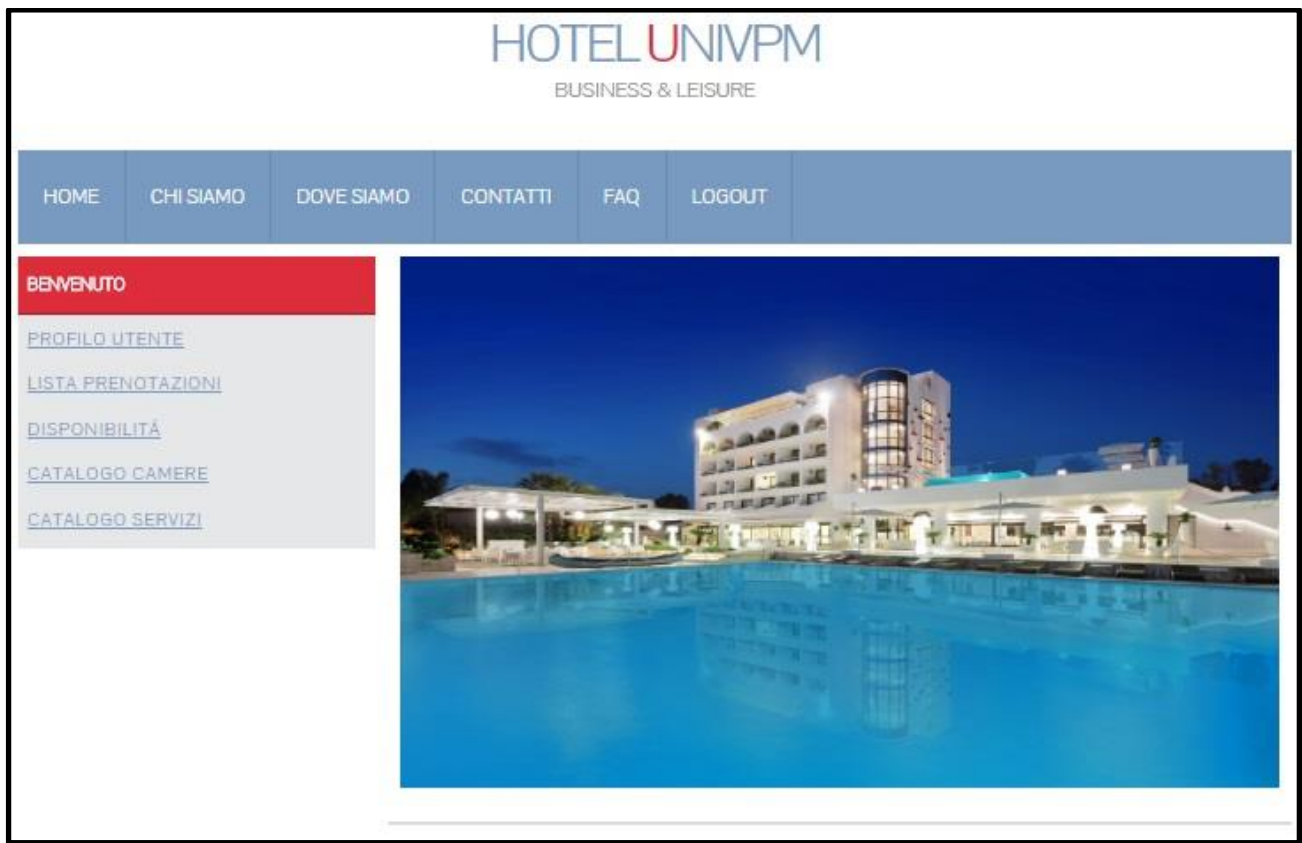 HOTEL UNIVPM
BUSINESS & LEISURE
HOME CHI SIAMO DOVE SIAMO CONTATTI FAQ LOGOUT
BENVENUTO
PROFILO UTENTE
LISTA PRENOTAZIONI
DISPONIBILITÁ
CATALOGO CAMERE
CATALOGO SERVIZI